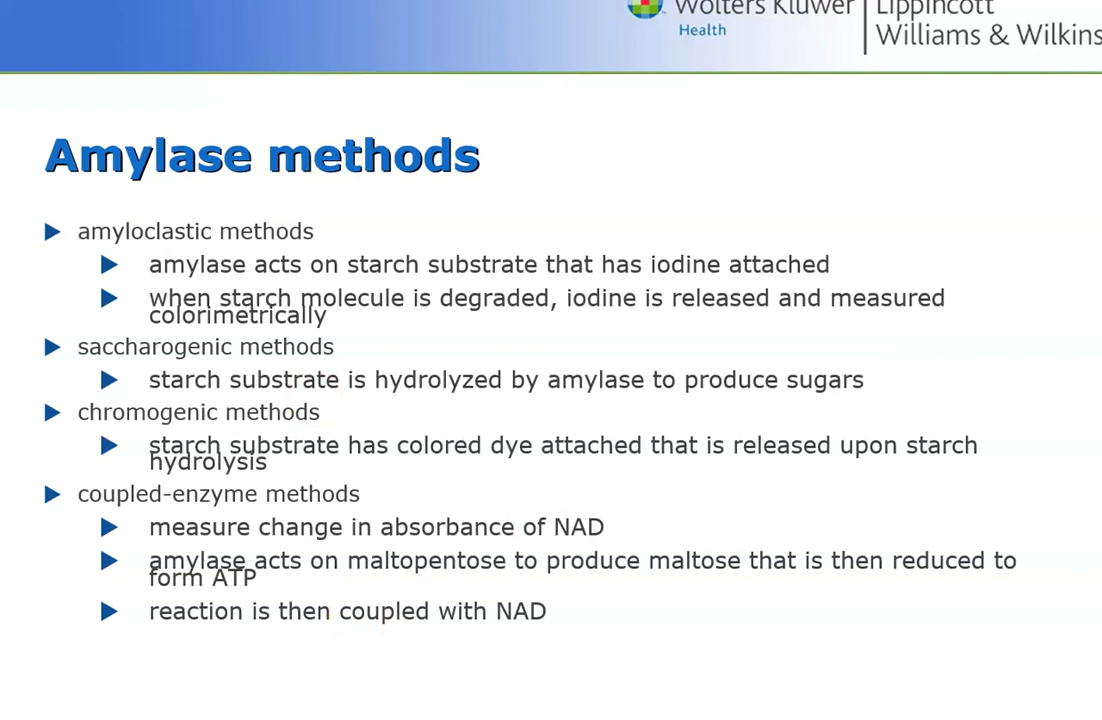 Wolters Kluwer
Health
Lippincott
Williams & Wilkins
Amylase methods
amyloclastic methods
amylase acts on starch substrate that has iodine attached
when starch molecule is degraded, iodine is released and measured
colorimetrically
saccharogenic methods
starch substrate is hydrolyzed by amylase to produce sugars
chromogenic methods
starch substrate has colored dye attached that is released upon starch
hydrolysis
coupled-enzyme methods
measure change in absorbance of NAD
amylase acts on maltopentose to produce maltose that is then reduced to
form ATP
reaction is then coupled with NAD